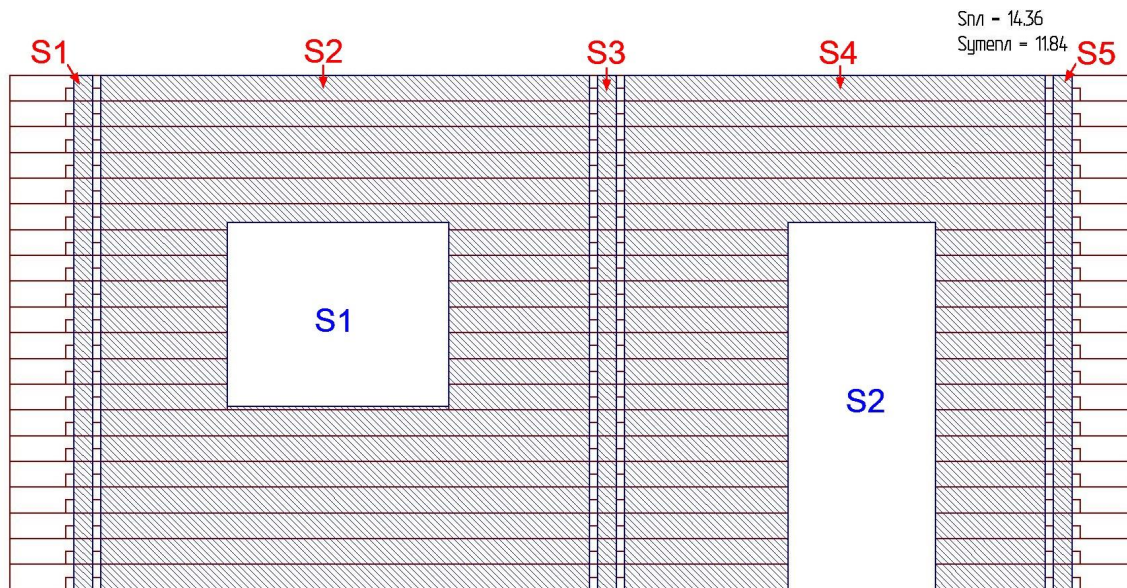 Sпл - 14.36
Sутепл = 11.84
S1 S2 S3 S4 S5
S1
S2